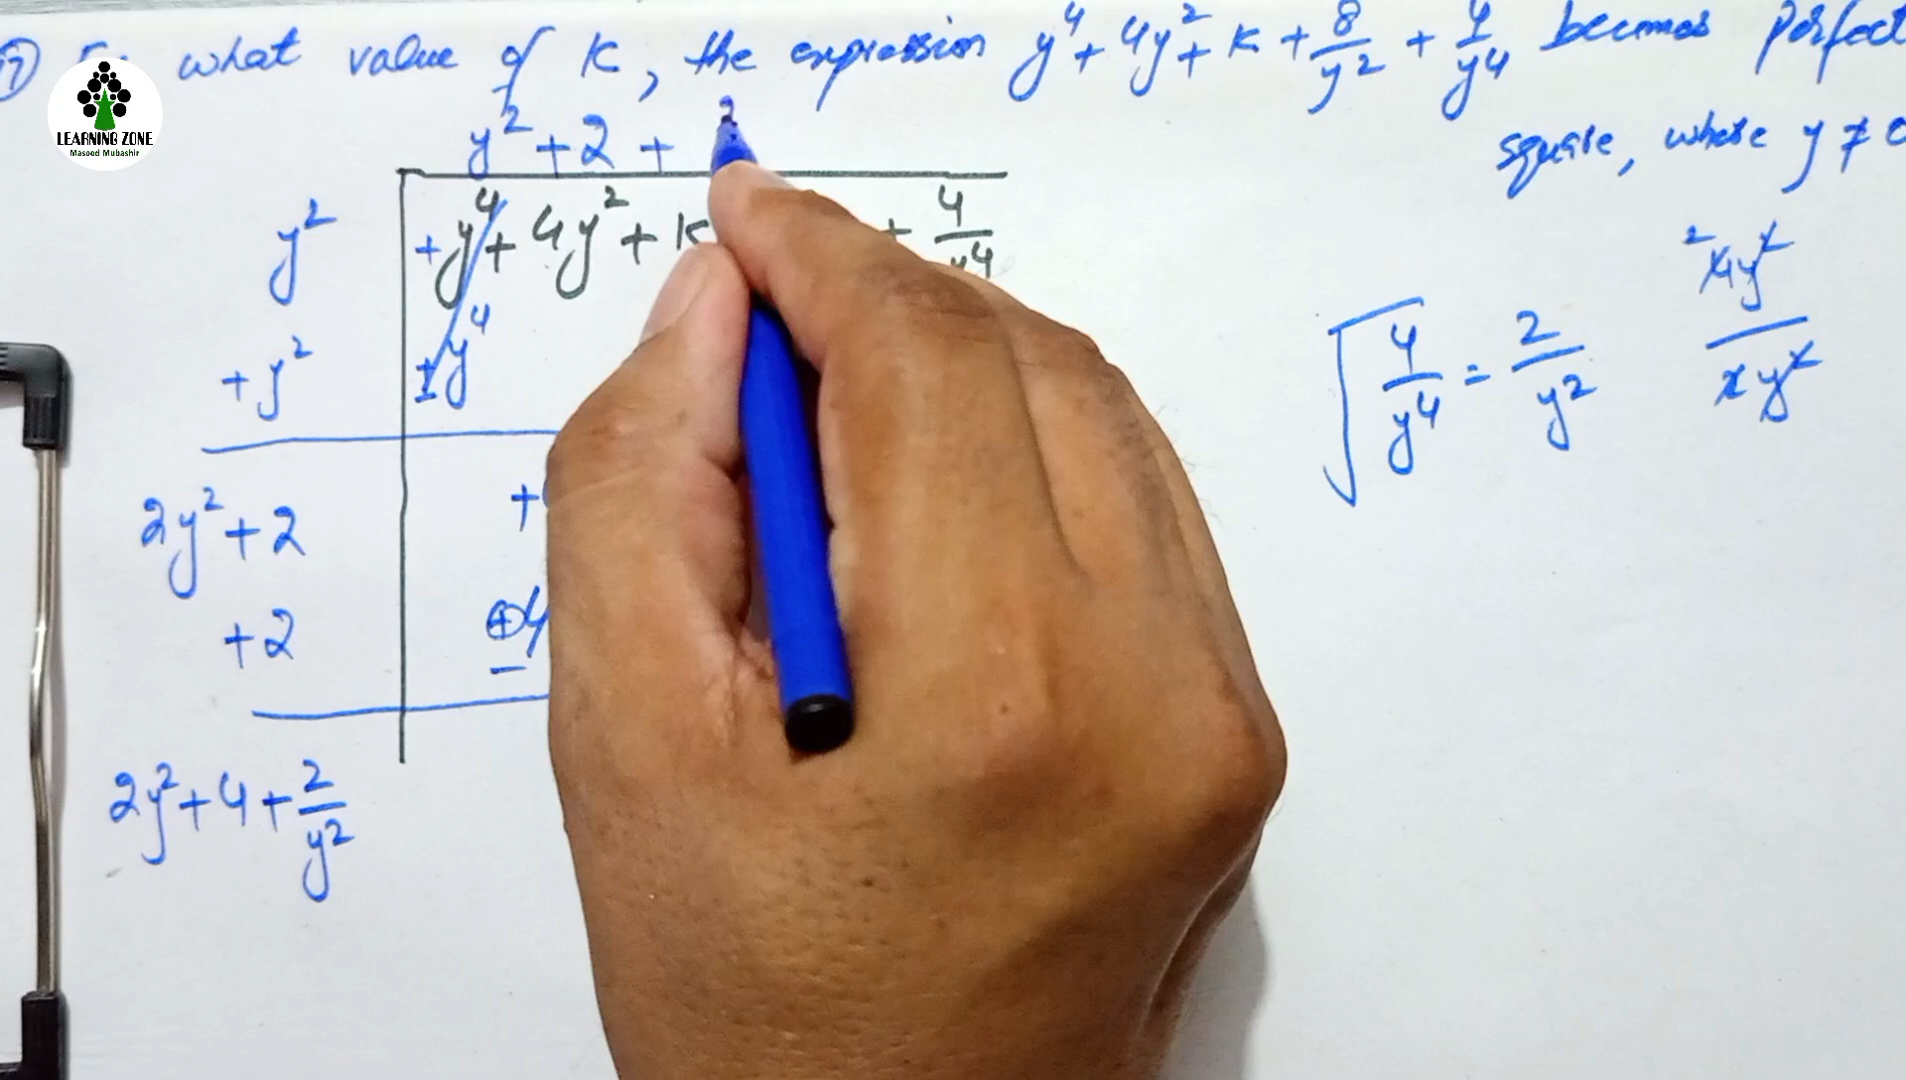 what value of K, the expression y⁴ + 4y² + K + 8/y² + 4/y⁴ becomes perfect
square, where y ≠ 0
LEARNING ZONE
Masood Mubashir
y² + 2 +
y² +y⁴ + 4y² + K + 4/y⁴
+y² ±y⁴
2y² + 2 +
+2 ⊕4
2y² + 4 + 2/y²
√4/y⁴ = 2/y²
²4y²
2y²